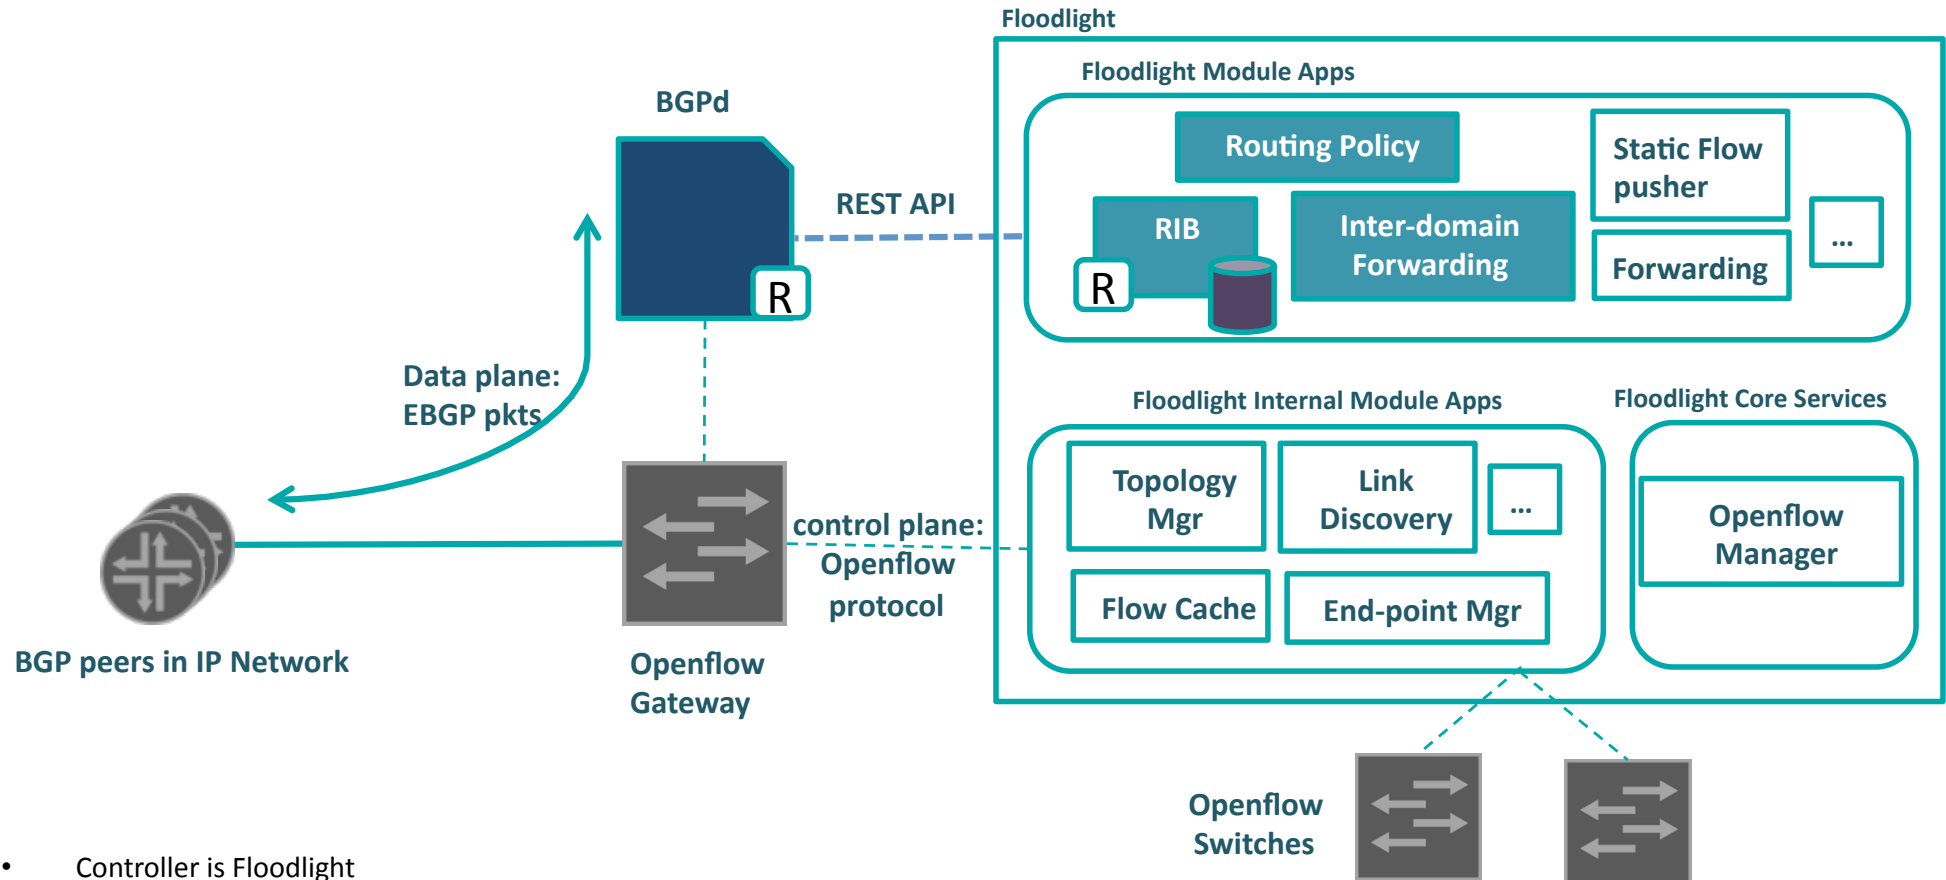 Floodlight
Floodlight Module Apps
BGPd
Routing Policy
Static Flow
pusher
REST API
RIB
Inter-domain
Forwarding
...
Forwarding
R
R
Data plane:
EBGP pkts
Floodlight Internal Module Apps
Floodlight Core Services
Topology
Mgr
Link
Discovery
...
Openflow
Manager
control plane:
Openflow
protocol
Flow Cache
End-point Mgr
BGP peers in IP Network
Openflow
Gateway
Openflow
Switches
• Controller is Floodlight